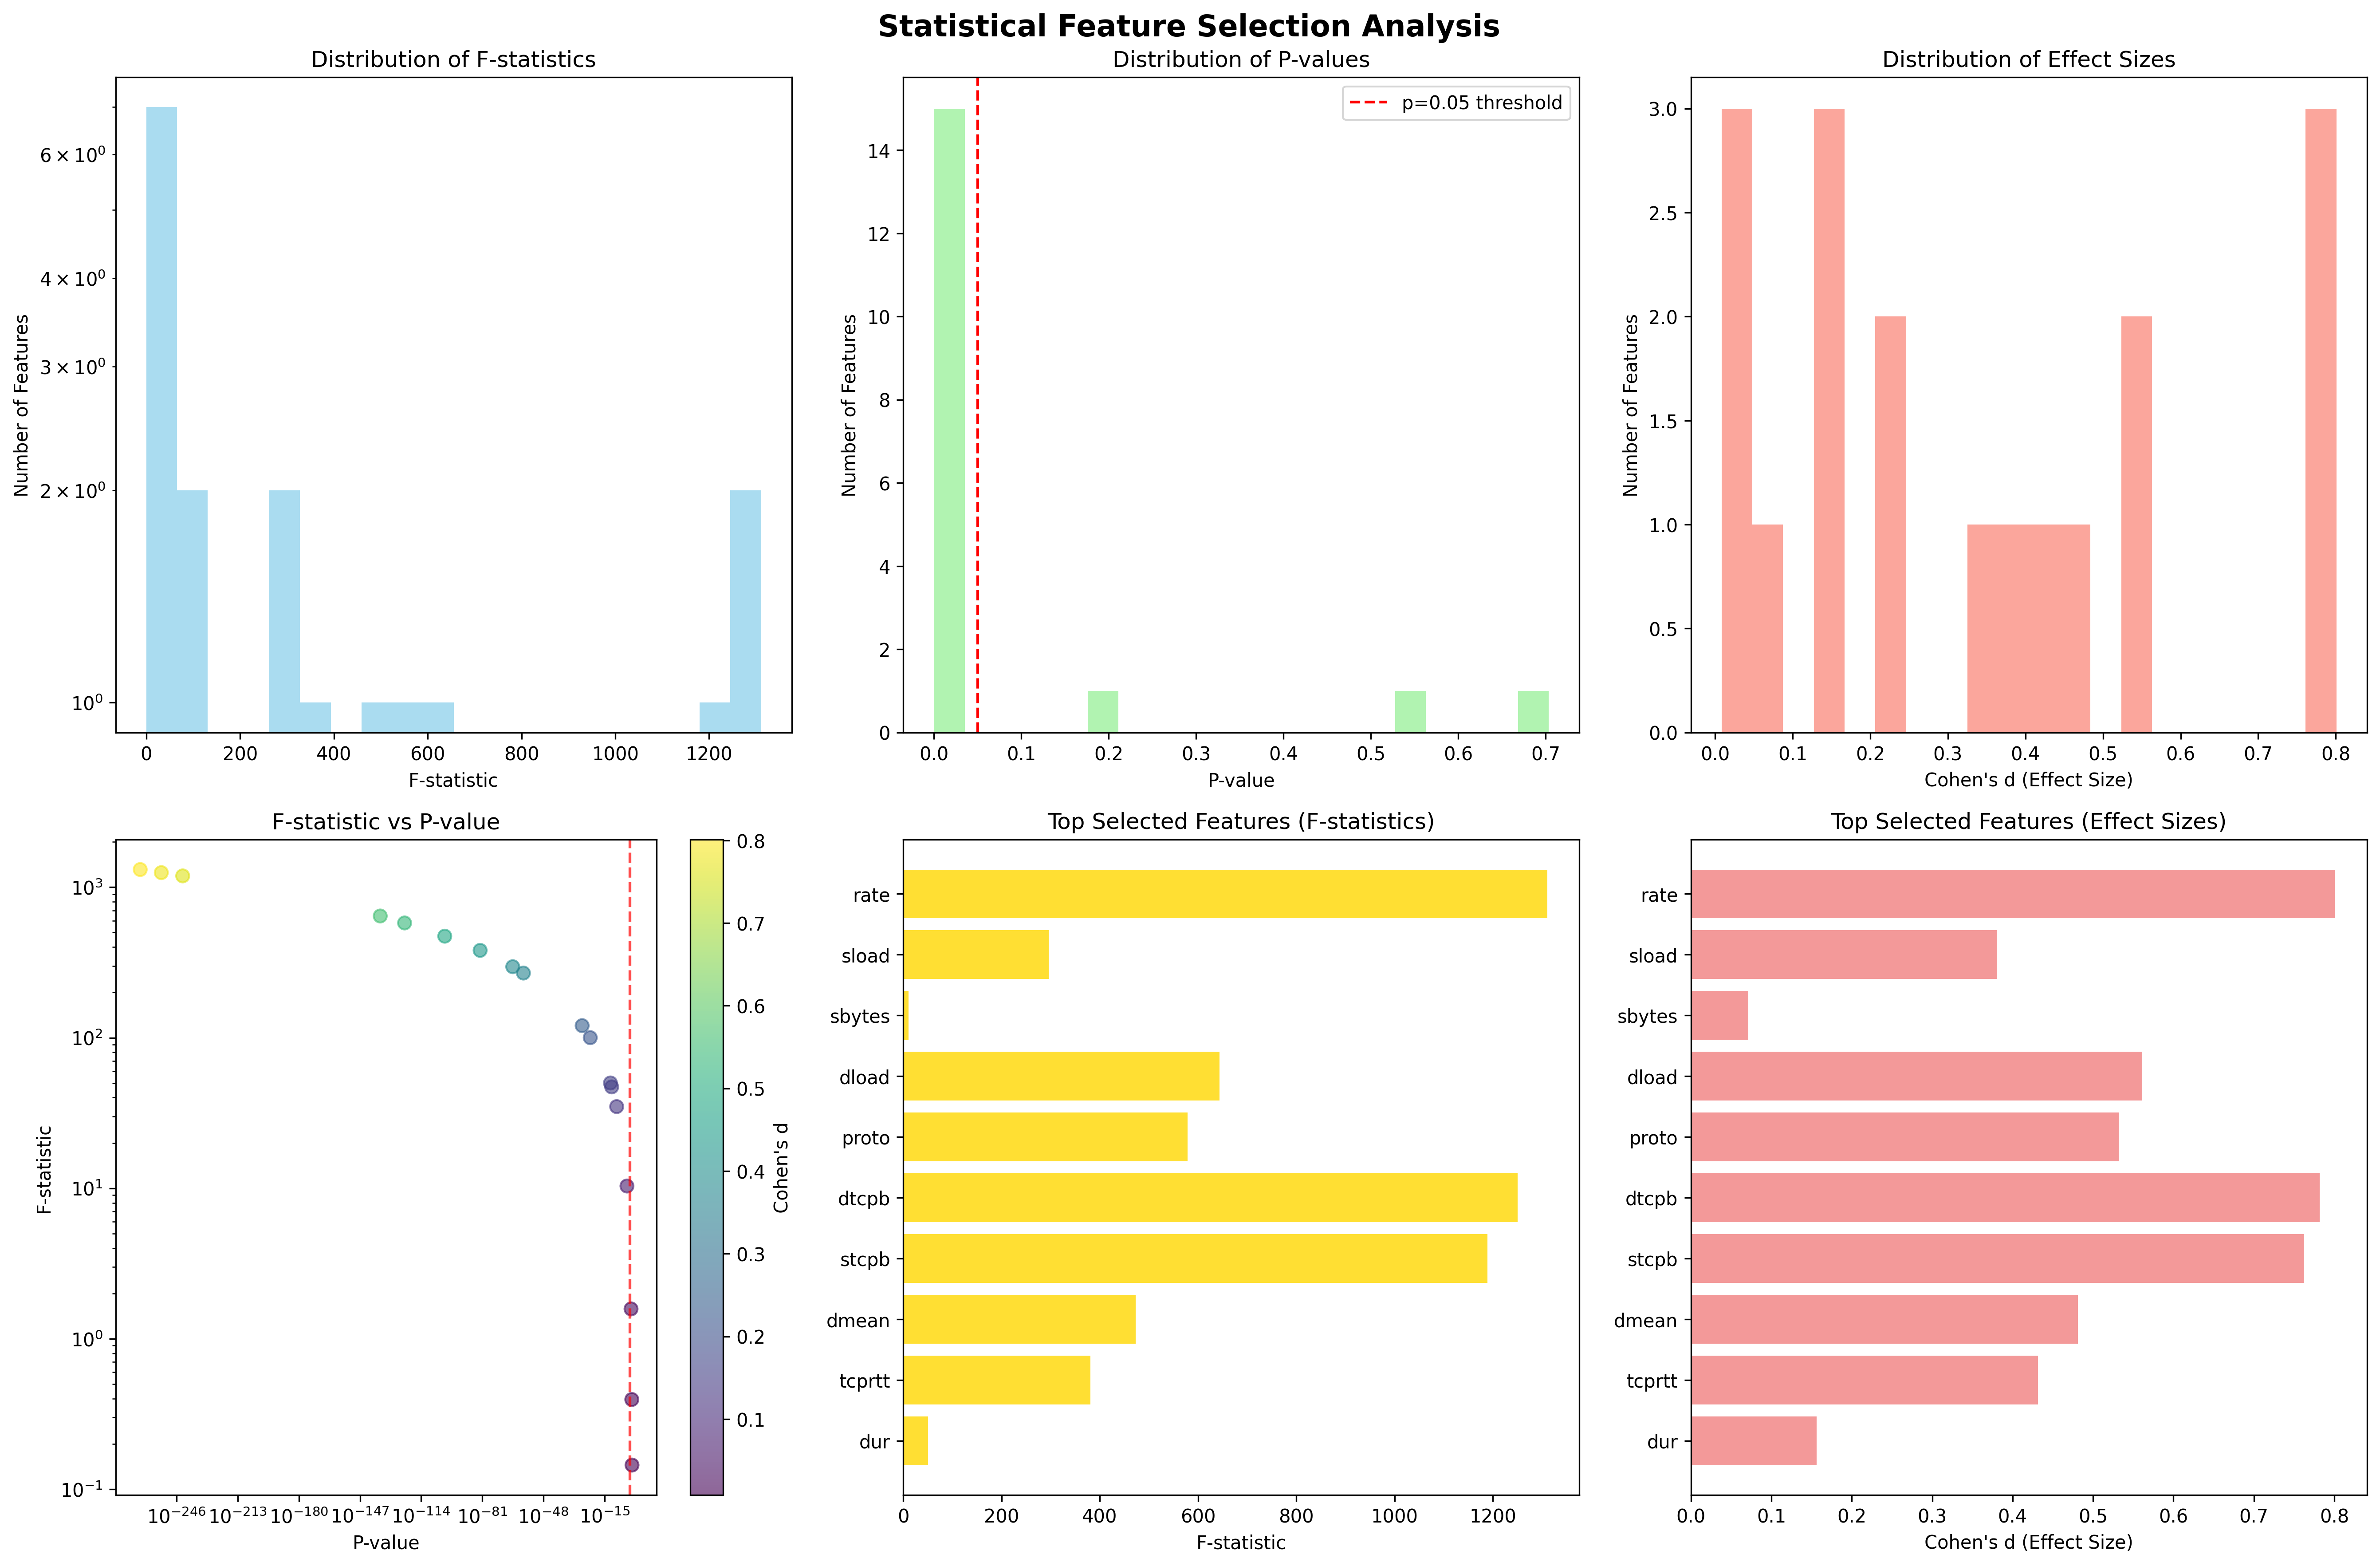 Statistical Feature Selection Analysis
Distribution of F-statistics
Number of Features
6 × 10⁰
4 × 10⁰
3 × 10⁰
2 × 10⁰
10⁰
0 200 400 600 800 1000 1200
F-statistic
Distribution of P-values
p=0.05 threshold
Number of Features
14
12
10
8
6
4
2
0
0.0 0.1 0.2 0.3 0.4 0.5 0.6 0.7
P-value
Distribution of Effect Sizes
Number of Features
3.0
2.5
2.0
1.5
1.0
0.5
0.0
0.0 0.1 0.2 0.3 0.4 0.5 0.6 0.7 0.8
Cohen's d (Effect Size)
F-statistic vs P-value
F-statistic
10³
10²
10¹
10⁰
10⁻¹
10⁻²⁴⁶ 10⁻²¹³ 10⁻¹⁸⁰ 10⁻¹⁴⁷ 10⁻¹¹⁴ 10⁻⁸¹ 10⁻⁴⁸ 10⁻¹⁵
P-value
0.8
0.7
0.6
0.5
0.4
0.3
0.2
0.1
Cohen's d
Top Selected Features (F-statistics)
rate
sload
sbytes
dload
proto
dtcpb
stcpb
dmean
tcprtt
dur
0 200 400 600 800 1000 1200
F-statistic
Top Selected Features (Effect Sizes)
rate
sload
sbytes
dload
proto
dtcpb
stcpb
dmean
tcprtt
dur
0.0 0.1 0.2 0.3 0.4 0.5 0.6 0.7 0.8
Cohen's d (Effect Size)